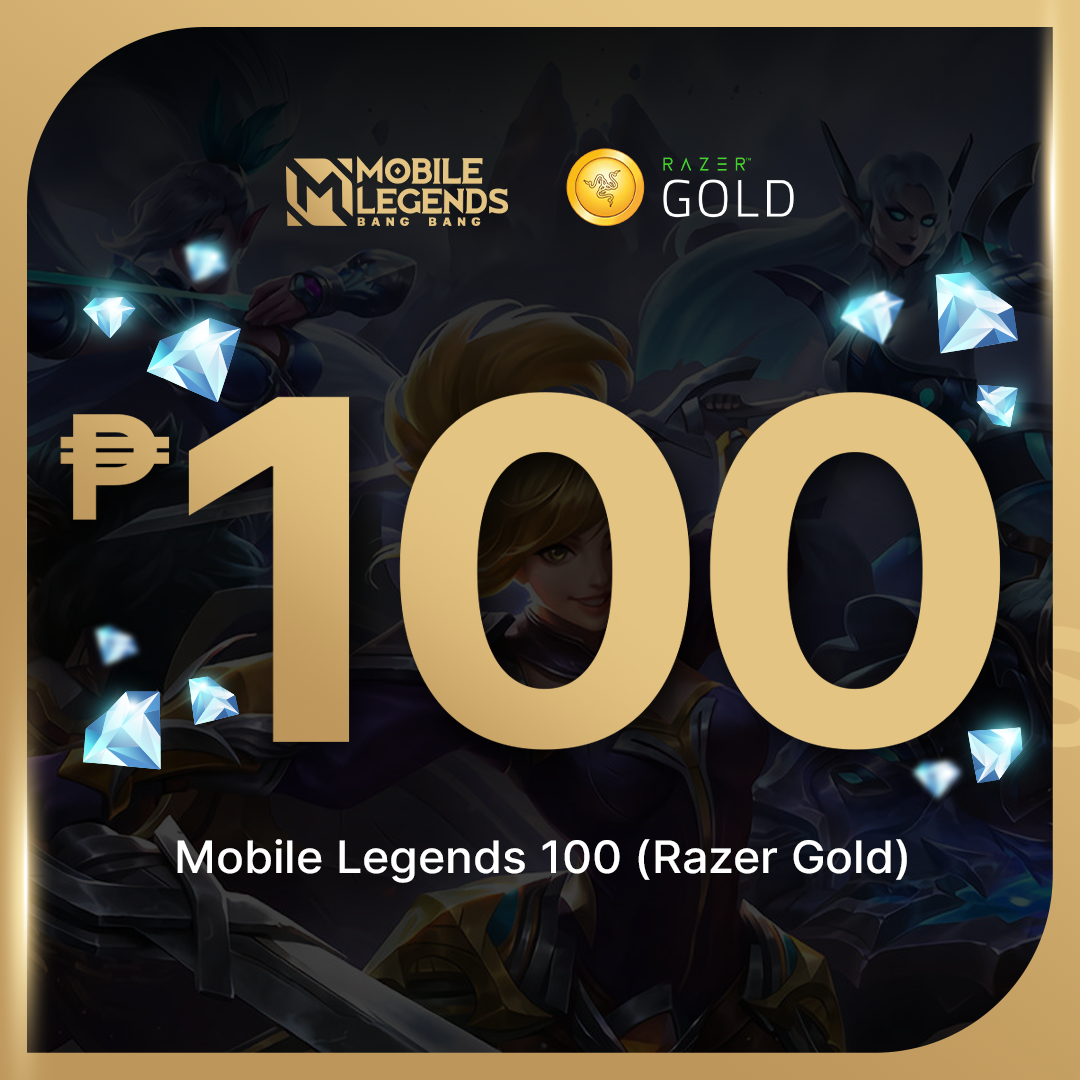 MOBILE
LEGENDS
BANG BANG
RAZER™
GOLD
₱100
Mobile Legends 100 (Razer Gold)